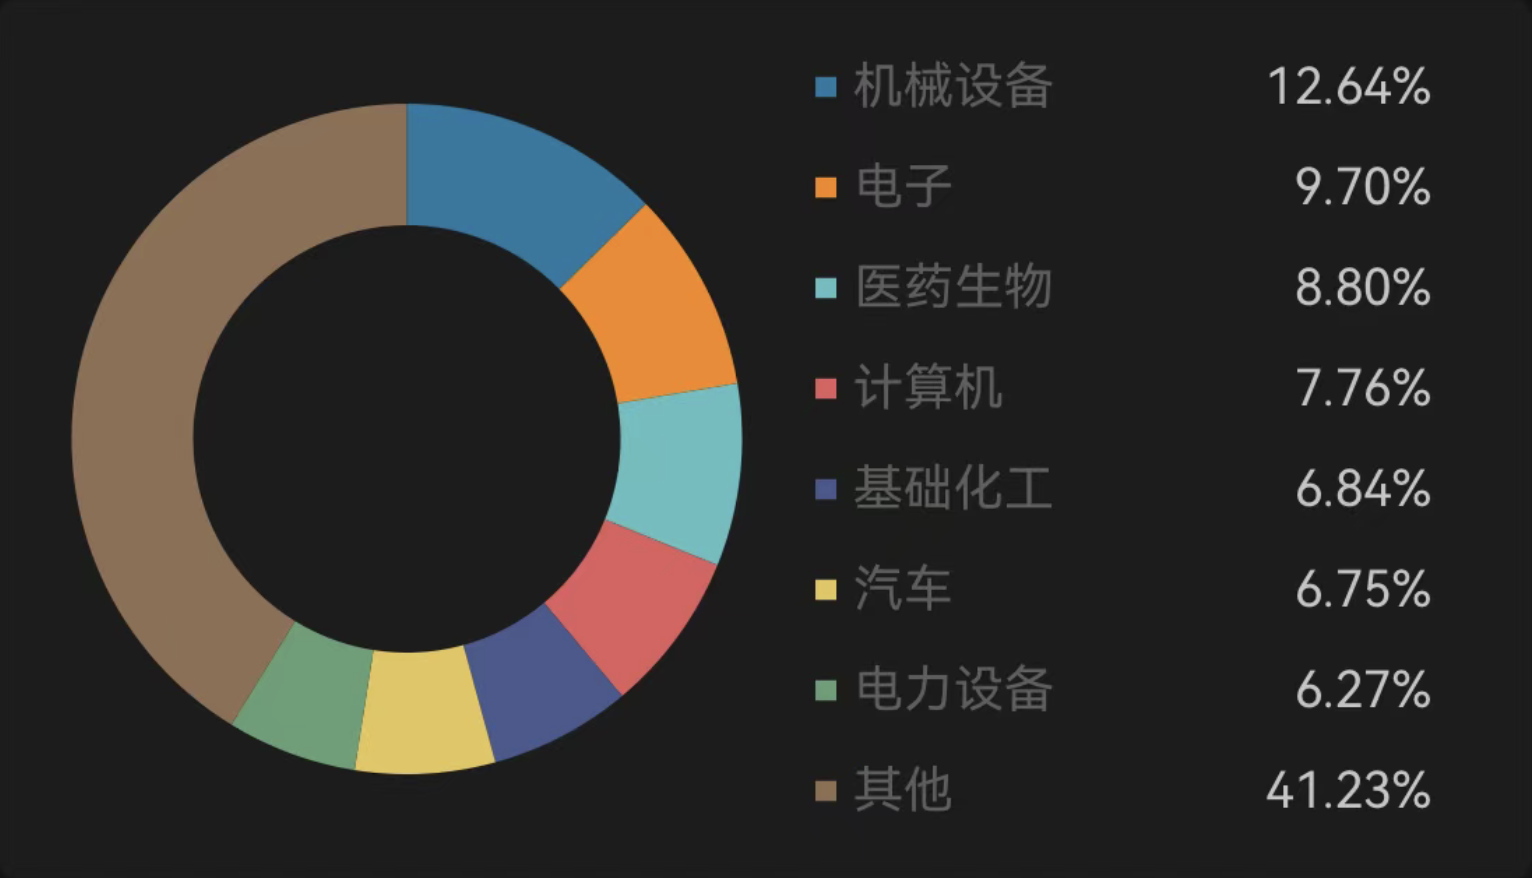 机械设备 12.64%
电子 9.70%
医药生物 8.80%
计算机 7.76%
基础化工 6.84%
汽车 6.75%
电力设备 6.27%
其他 41.23%